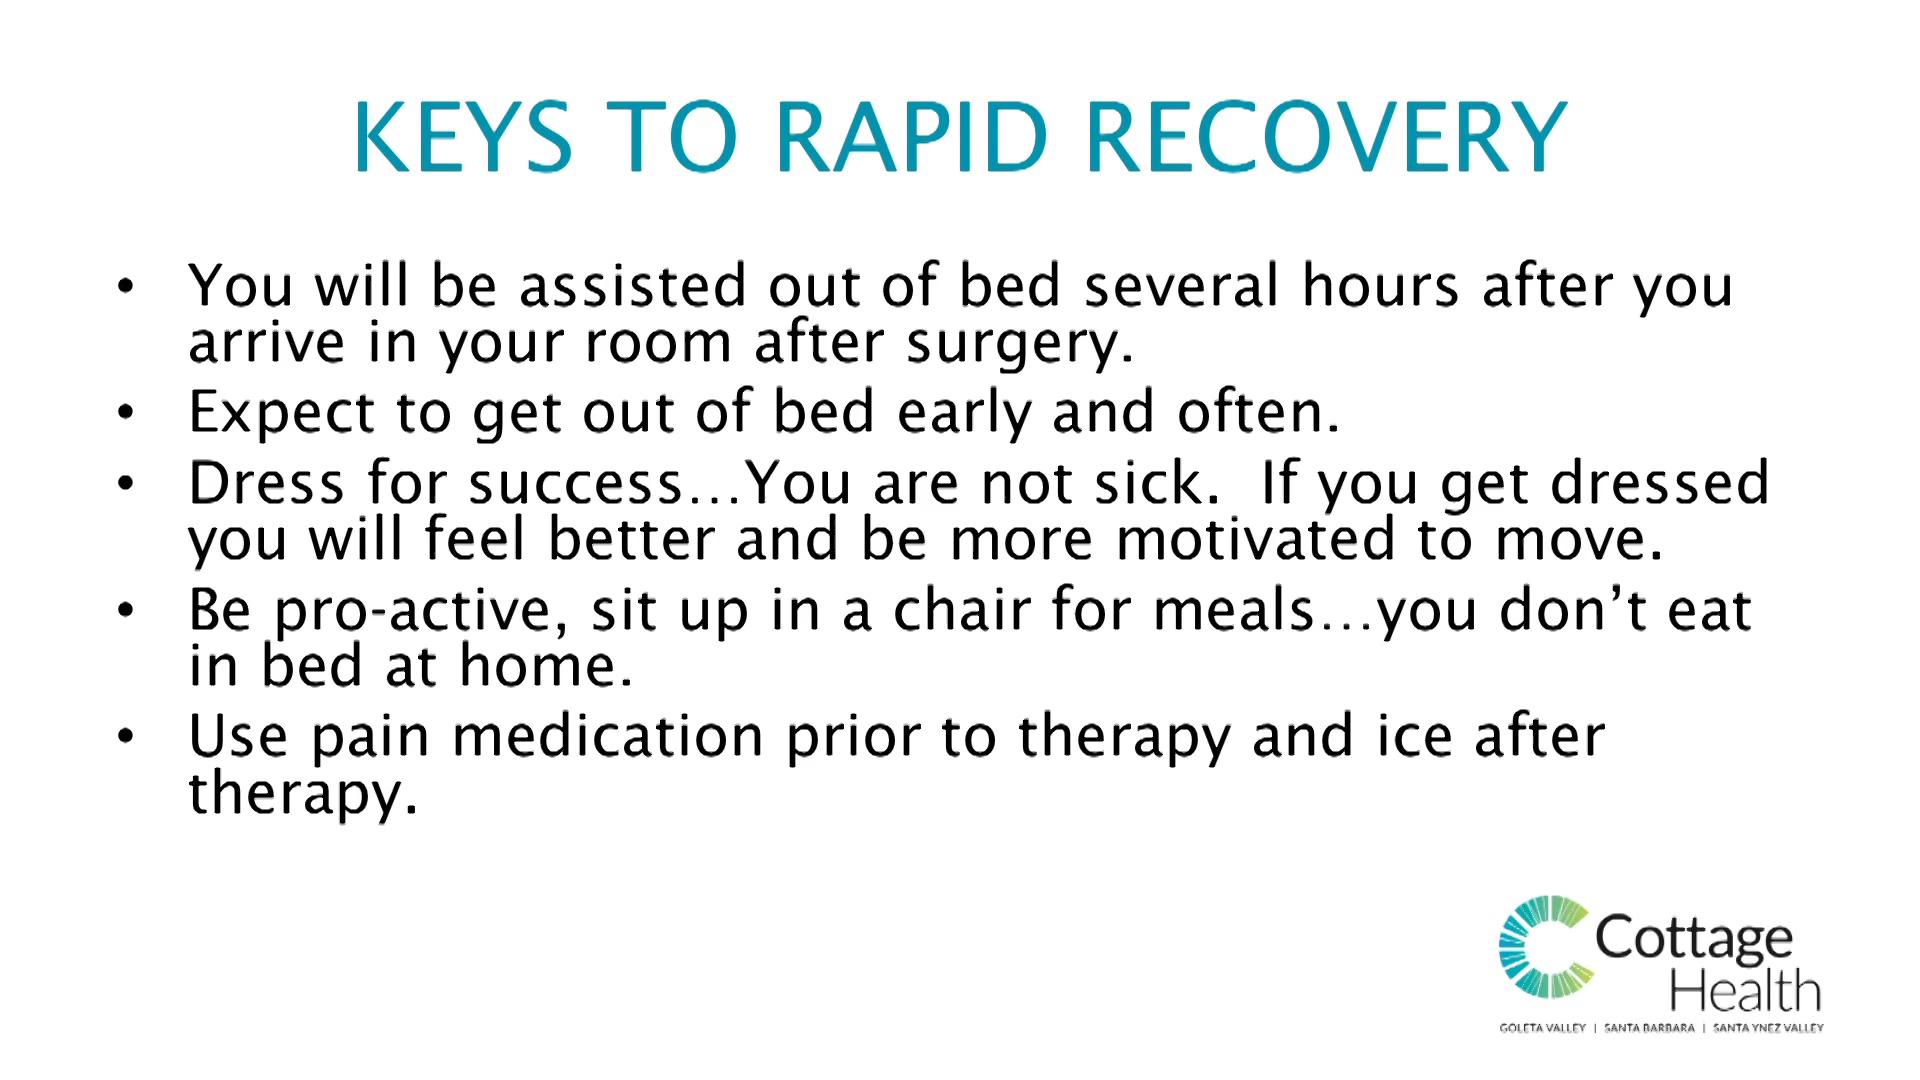 KEYS TO RAPID RECOVERY
• You will be assisted out of bed several hours after you
arrive in your room after surgery.
• Expect to get out of bed early and often.
• Dress for success…You are not sick.  If you get dressed
you will feel better and be more motivated to move.
• Be pro-active, sit up in a chair for meals…you don’t eat
in bed at home.
• Use pain medication prior to therapy and ice after
therapy.
Cottage
Health
GOLETA VALLEY | SANTA BARBARA | SANTA YNEZ VALLEY